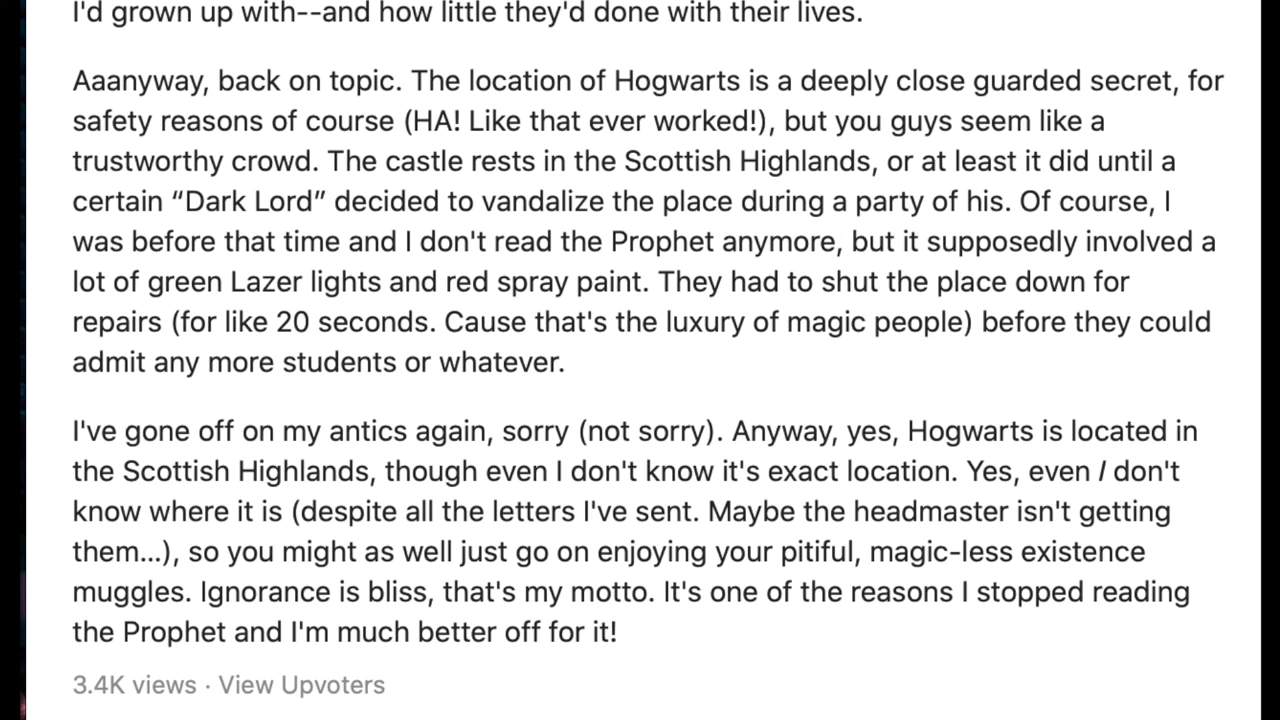 I'd grown up with--and how little they'd done with their lives.
Aaanyway, back on topic. The location of Hogwarts is a deeply close guarded secret, for
safety reasons of course (HA! Like that ever worked!), but you guys seem like a
trustworthy crowd. The castle rests in the Scottish Highlands, or at least it did until a
certain “Dark Lord” decided to vandalize the place during a party of his. Of course, I
was before that time and I don't read the Prophet anymore, but it supposedly involved a
lot of green Lazer lights and red spray paint. They had to shut the place down for
repairs (for like 20 seconds. Cause that's the luxury of magic people) before they could
admit any more students or whatever.
I've gone off on my antics again, sorry (not sorry). Anyway, yes, Hogwarts is located in
the Scottish Highlands, though even I don't know it's exact location. Yes, even I don't
know where it is (despite all the letters I've sent. Maybe the headmaster isn't getting
them...), so you might as well just go on enjoying your pitiful, magic-less existence
muggles. Ignorance is bliss, that's my motto. It's one of the reasons I stopped reading
the Prophet and I'm much better off for it!
3.4K views · View Upvoters